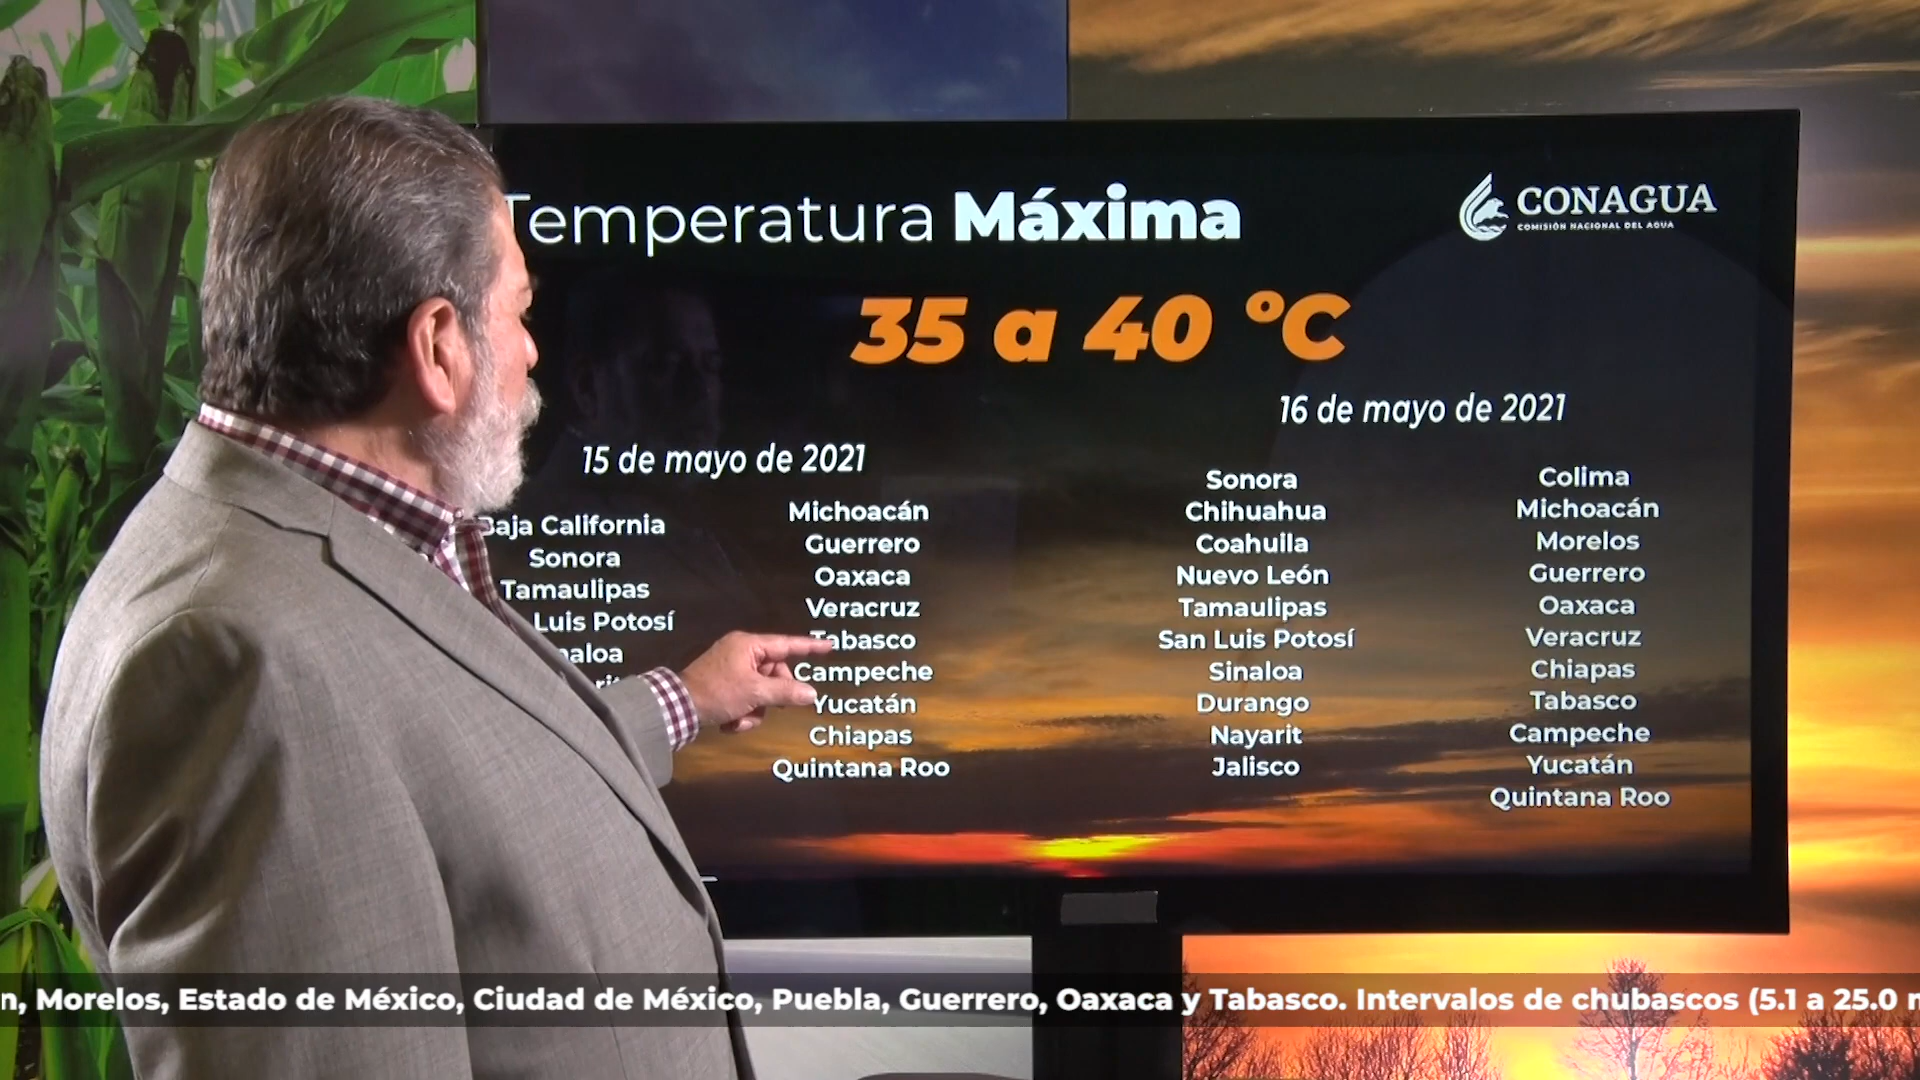 Temperatura Máxima
CONAGUA
COMISIÓN NACIONAL DEL AGUA
35 a 40 °C
15 de mayo de 2021
Baja California
Sonora
Tamaulipas
Luis Potosí
Michoacán
Guerrero
Oaxaca
Veracruz
Tabasco
Campeche
Yucatán
Chiapas
Quintana Roo
16 de mayo de 2021
Sonora
Chihuahua
Coahuila
Nuevo León
Tamaulipas
San Luis Potosí
Sinaloa
Durango
Nayarit
Jalisco
Colima
Michoacán
Morelos
Guerrero
Oaxaca
Veracruz
Chiapas
Tabasco
Campeche
Yucatán
Quintana Roo
n, Morelos, Estado de México, Ciudad de México, Puebla, Guerrero, Oaxaca y Tabasco. Intervalos de chubascos (5.1 a 25.0